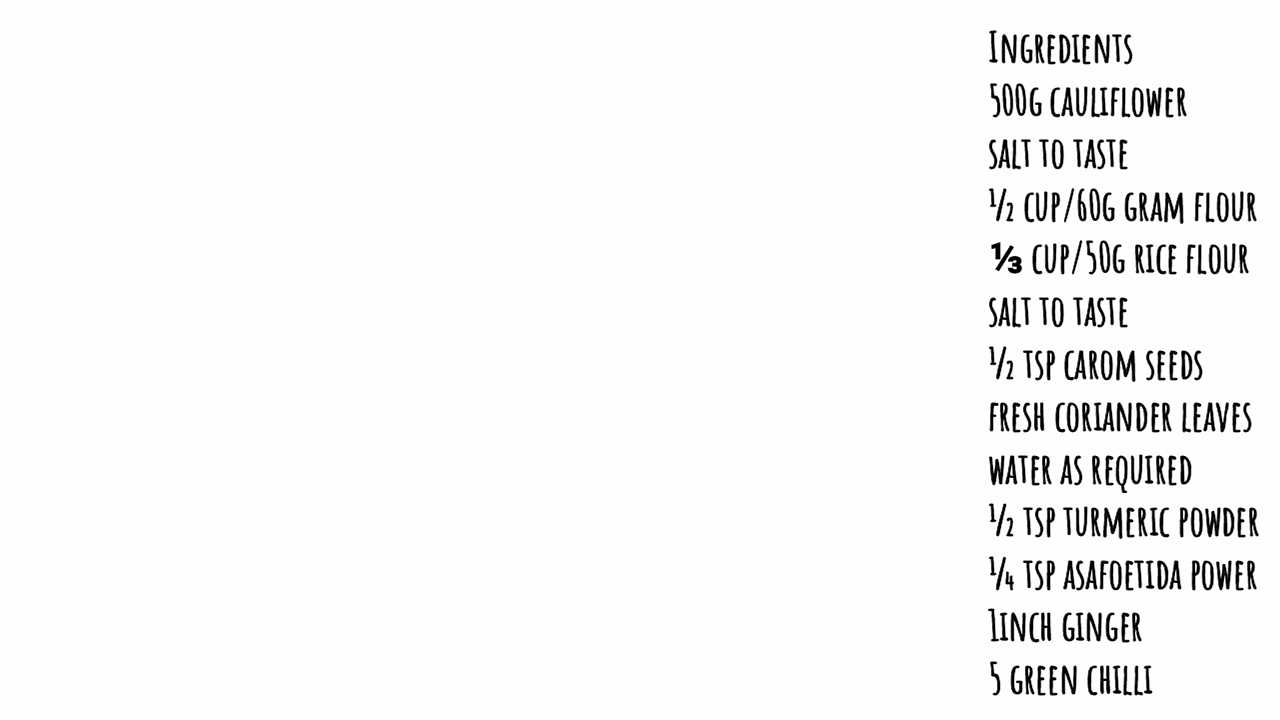 Ingredients
500g cauliflower
salt to taste
½ cup/60g gram flour
⅓ cup/50g rice flour
salt to taste
½ tsp carom seeds
fresh coriander leaves
water as required
½ tsp turmeric powder
¼ tsp asafoetida power
1inch ginger
5 green chilli